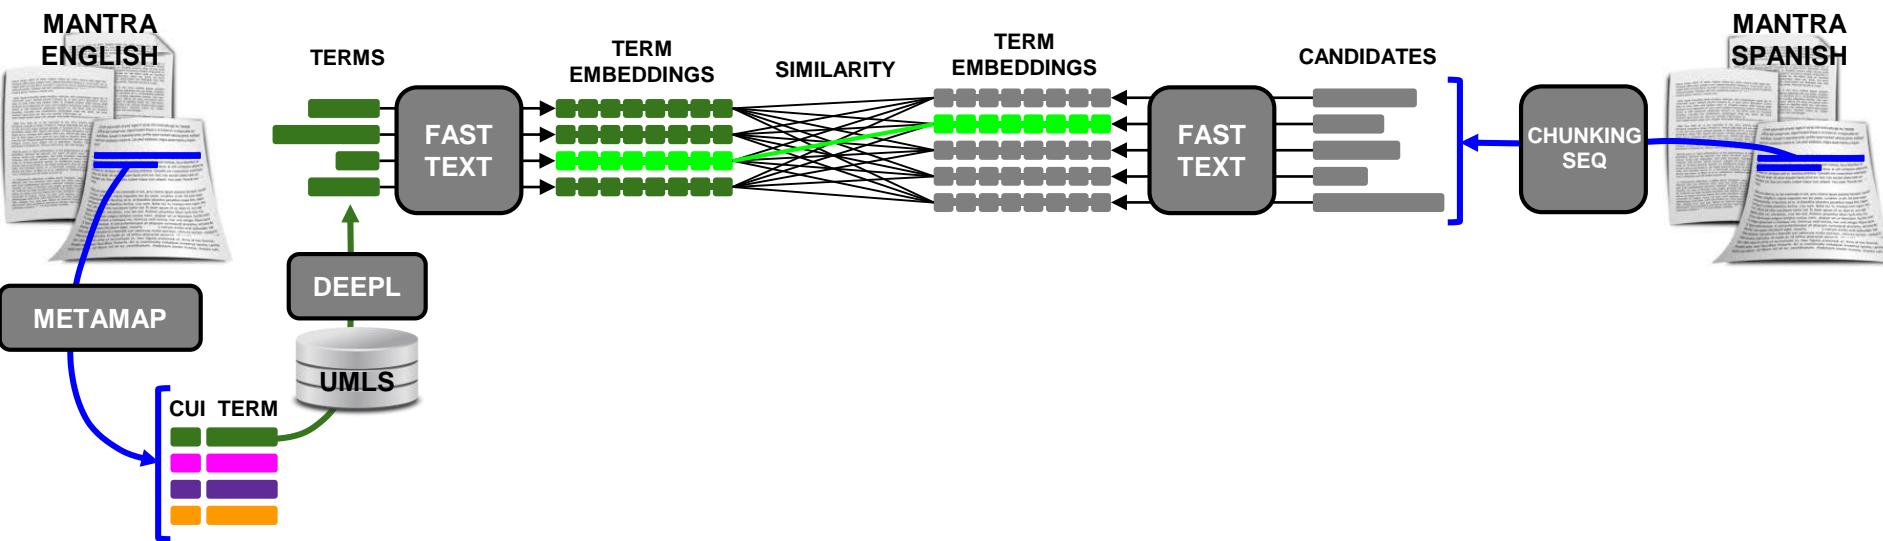 MANTRA
ENGLISH
TERMS
TERM
EMBEDDINGS
SIMILARITY
TERM
EMBEDDINGS
CANDIDATES
MANTRA
SPANISH
FAST
TEXT
FAST
TEXT
CHUNKING
SEQ
DEEPL
METAMAP
UMLS
CUI TERM